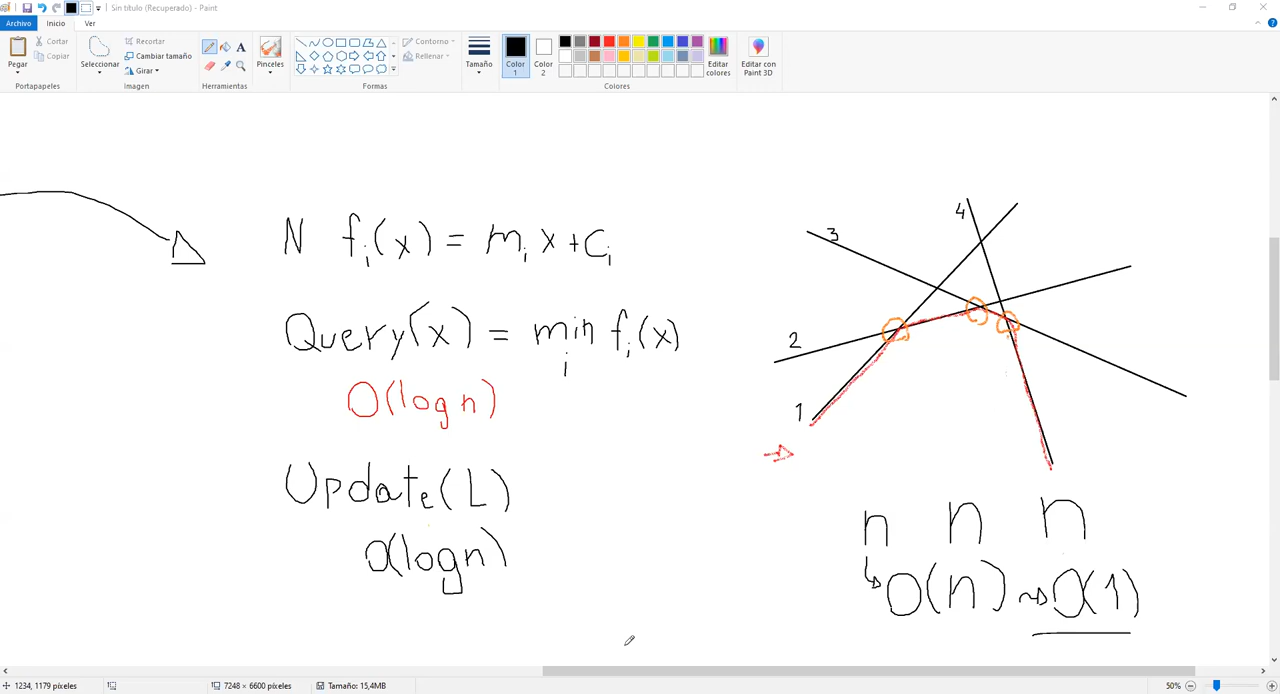 Sin título (Recuperado) - Paint
Archivo Inicio Ver
Pegar
Cortar
Copiar
Portapapeles
Seleccionar
Recortar
Cambiar tamaño
Girar
Imagen
A
Herramientas
Pinceles
Contorno
Rellenar
Formas
Tamaño
Color 1
Color 2
Editar colores
Colores
Editar con Paint 3D
N fᵢ(x) = mᵢ x + cᵢ
Query(x) = min fᵢ(x)
i
O(log n)
Update(L)
O(log n)
4
3
2
1
n n n
O(n) O(1)
1234, 1179 píxeles
7248 × 6600 píxeles
Tamaño: 15,4MB
50%